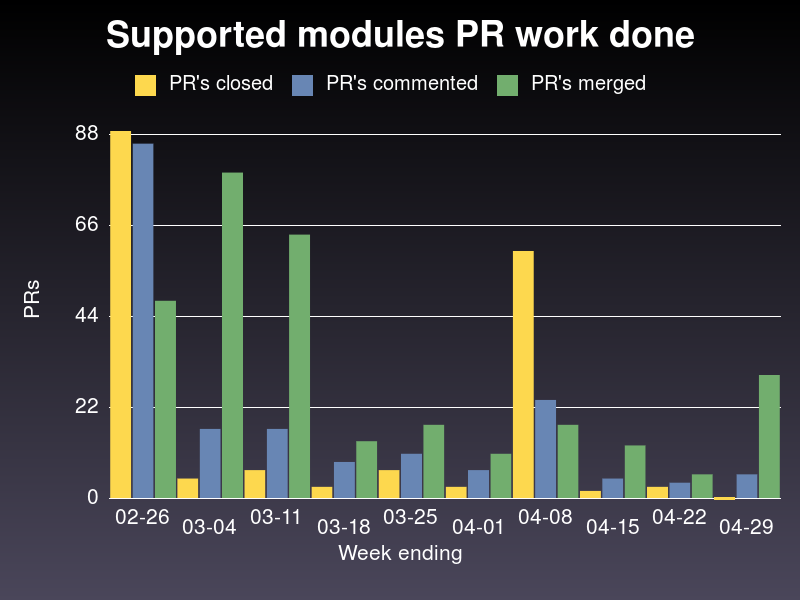 Supported modules PR work done
PR's closed PR's commented PR's merged
88
66
44
22
0
PRs
02-26 03-04 03-11 03-18 03-25 04-01 04-08 04-15 04-22 04-29
Week ending